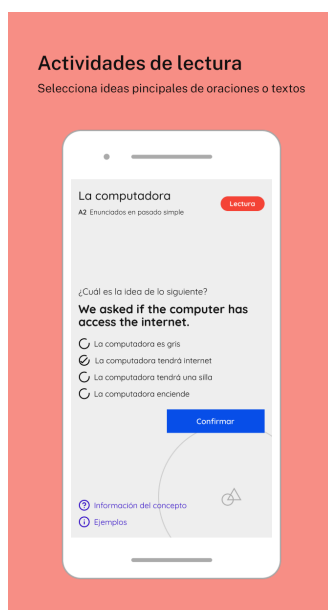 Actividades de lectura
Selecciona ideas pincipales de oraciones o textos
La computadora
Lectura
A2 Enunciados en pasado simple
¿Cuál es la idea de lo siguiente?
We asked if the computer has
access the internet.
La computadora es gris
La computadora tendrá internet
La computadora tendrá una silla
La computadora enciende
Confirmar
Información del concepto
Ejemplos